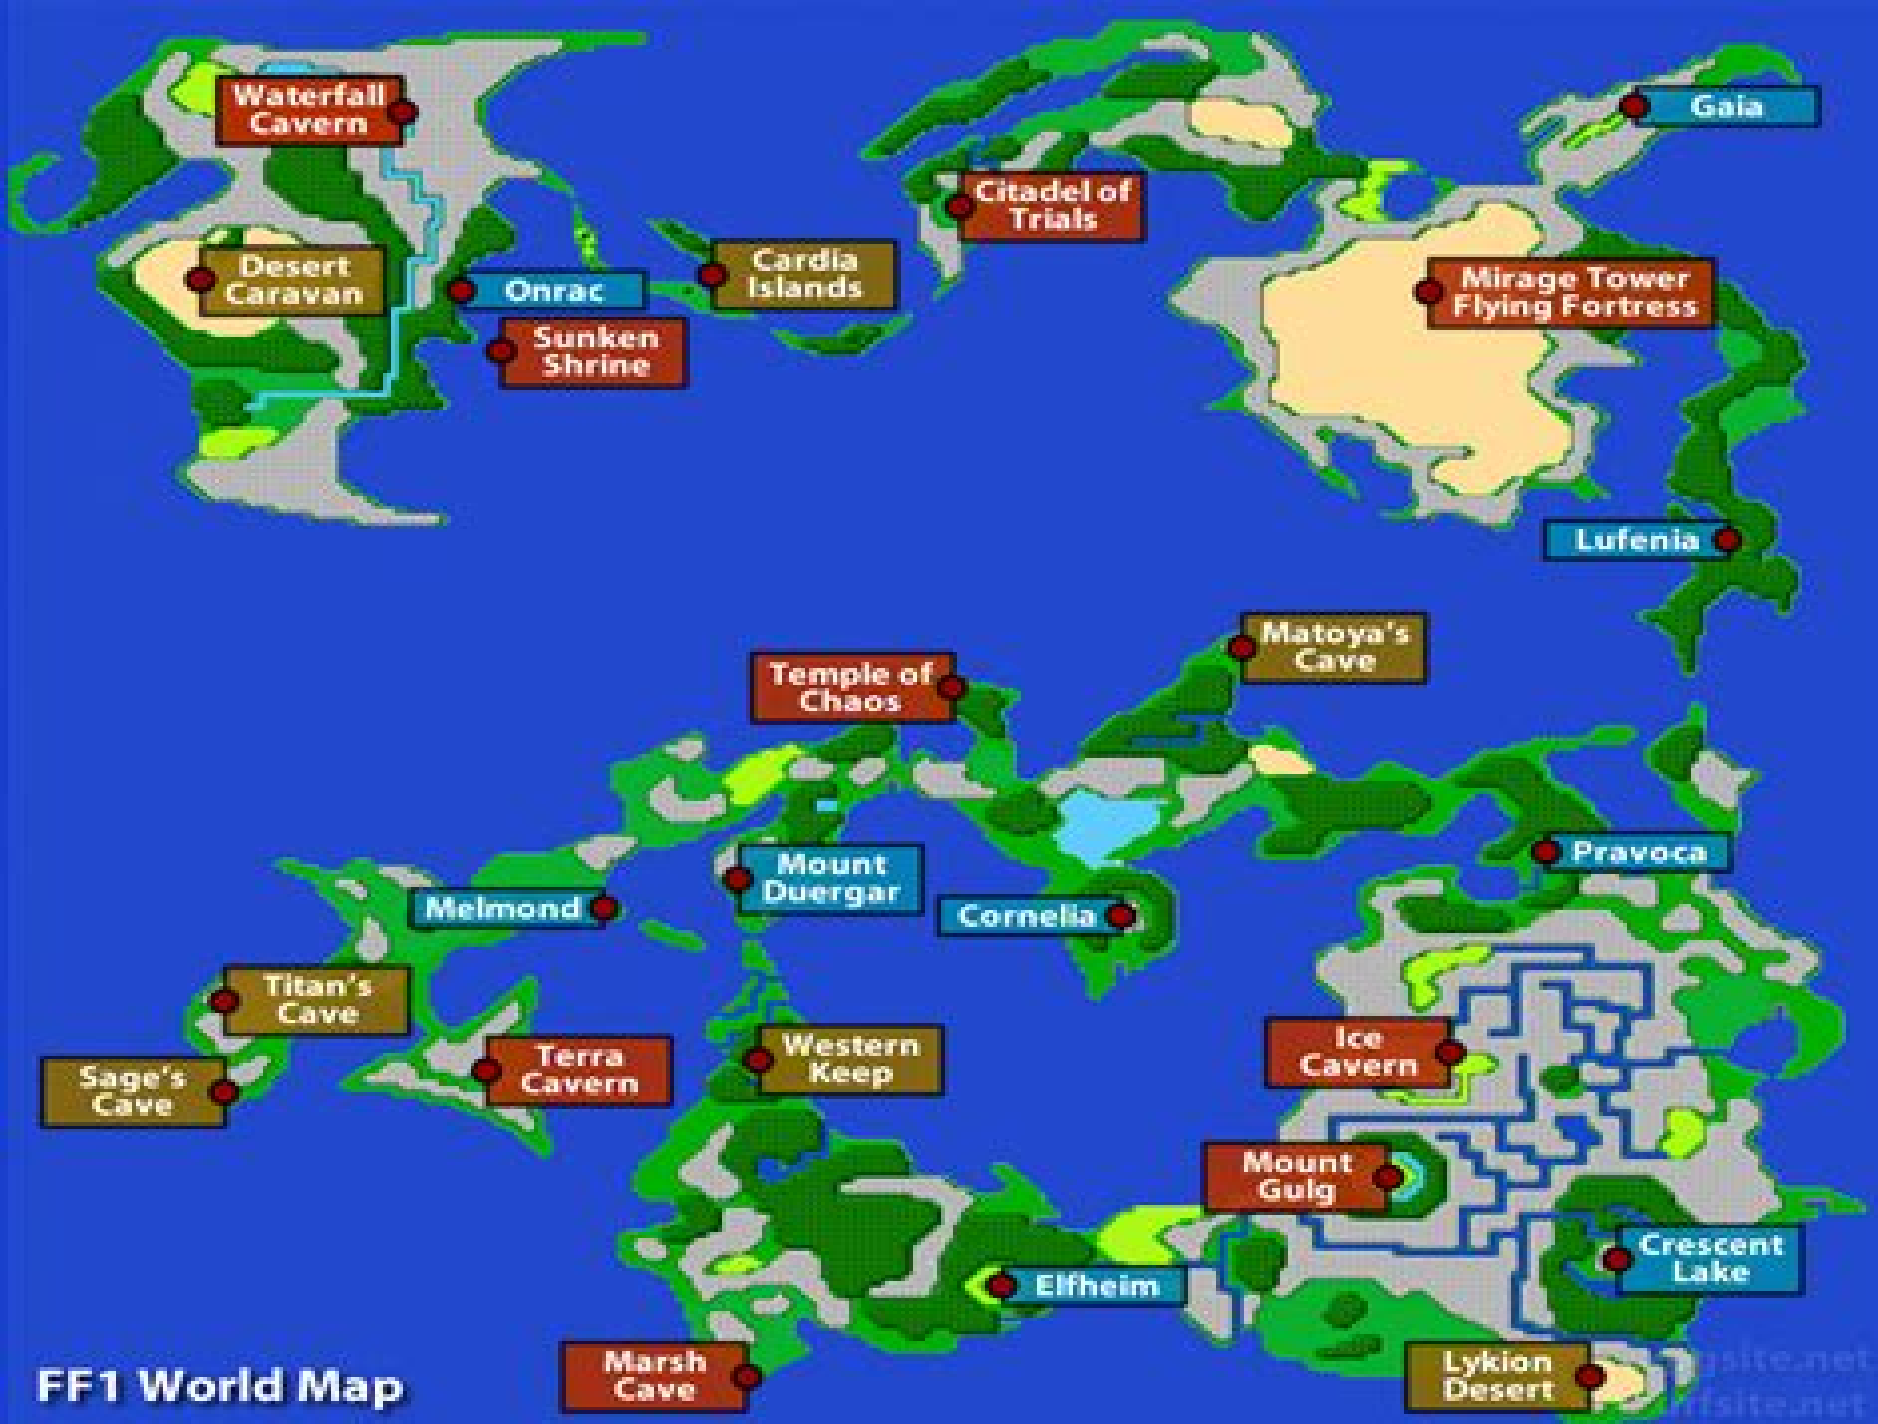 Waterfall
Cavern
Gaia
Citadel of
Trials
Desert
Caravan
Onrac
Cardia
Islands
Mirage Tower
Flying Fortress
Sunken
Shrine
Lufenia
Matoya's
Cave
Temple of
Chaos
Mount
Duergar
Pravoca
Melmond
Cornelia
Titan's
Cave
Western
Keep
Ice
Cavern
Terra
Cavern
Sage's
Cave
Mount
Gulg
Crescent
Lake
Elfheim
Marsh
Cave
Lykion
Desert
FF1 World Map